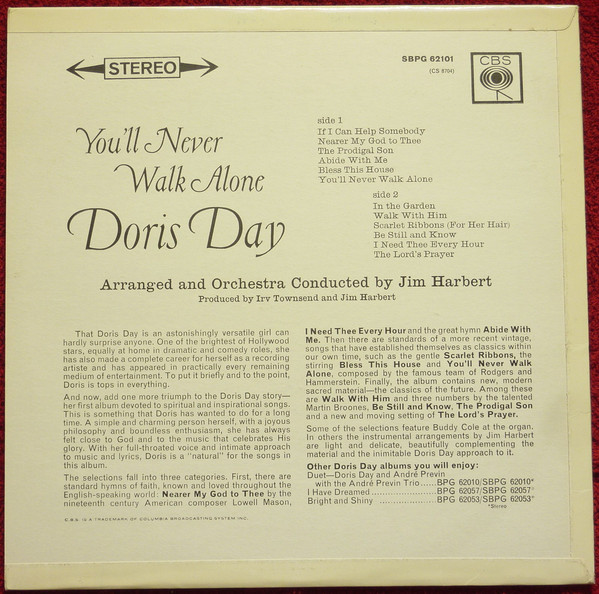 STEREO
SBPG 62101
(CS 8704)
CBS
You'll Never
Walk Alone
Doris Day
side 1
If I Can Help Somebody
Nearer My God to Thee
The Prodigal Son
Abide With Me
Bless This House
You'll Never Walk Alone
side 2
In the Garden
Walk With Him
Scarlet Ribbons (For Her Hair)
Be Still and Know
I Need Thee Every Hour
The Lord's Prayer
Arranged and Orchestra Conducted by Jim Harbert
Produced by Irv Townsend and Jim Harbert
That Doris Day is an astonishingly versatile girl can
hardly surprise anyone. One of the brightest of Hollywood
stars, equally at home in dramatic and comedy roles, she
has also made a complete career for herself as a recording
artiste and has appeared in practically every remaining
medium of entertainment. To put it briefly and to the point,
Doris is tops in everything.
And now, add one more triumph to the Doris Day story—
her first album devoted to spiritual and inspirational songs.
This is something that Doris has wanted to do for a long
time. A simple and charming person herself, with a joyous
philosophy and boundless enthusiasm, she has always
felt close to God and to the music that celebrates His
glory. With her full-throated voice and intimate approach
to music and lyrics, Doris is a "natural" for the songs in
this album.
The selections fall into three categories. First, there are
standard hymns of faith, known and loved throughout the
English-speaking world: Nearer My God to Thee by the
nineteenth century American composer Lowell Mason,
C.B.S. IS A TRADEMARK OF COLUMBIA BROADCASTING SYSTEM INC.
I Need Thee Every Hour and the great hymn Abide With
Me. Then there are standards of a more recent vintage,
songs that have established themselves as classics within
our own time, such as the gentle Scarlet Ribbons, the
stirring Bless This House and You'll Never Walk
Alone, composed by the famous team of Rodgers and
Hammerstein. Finally, the album contains new, modern
sacred material—the classics of the future. Among these
are Walk With Him and three numbers by the talented
Martin Broones, Be Still and Know, The Prodigal Son
and a new and moving setting of The Lord's Prayer.
Some of the selections feature Buddy Cole at the organ.
In others the instrumental arrangements by Jim Harbert
are light and delicate, beautifully complementing the
material and the inimitable Doris Day approach to it.
Other Doris Day albums you will enjoy:
Duet—Doris Day and André Previn
with the André Previn Trio.....BPG 62010/SBPG 62010*
I Have Dreamed....................BPG 62057/SBPG 62057*
Bright and Shiny ..................BPG 62053/SBPG 62053*
*Stereo